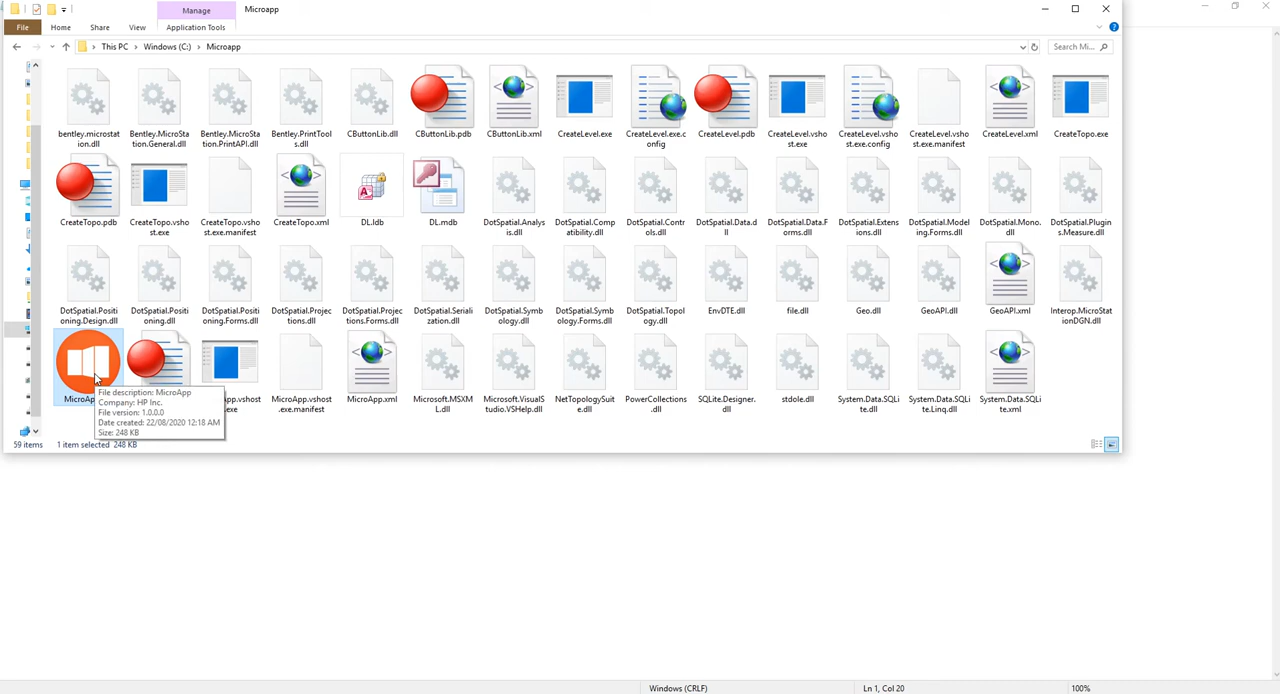 Manage
Microapp
File
Home
Share
View
Application Tools
This PC
Windows (C:)
Microapp
Search Mi...
bentley.microstat
ion.dll
Bentley.MicroSta
tion.General.dll
Bentley.MicroSta
tion.PrintAPI.dll
Bentley.PrintTool
s.dll
CButtonLib.dll
CButtonLib.pdb
CButtonLib.xml
CreateLevel.exe
CreateLevel.exe.c
onfig
CreateLevel.pdb
CreateLevel.vsho
st.exe
CreateLevel.vsho
st.exe.config
CreateLevel.vsho
st.exe.manifest
CreateLevel.xml
CreateTopo.exe
CreateTopo.pdb
CreateTopo.vsho
st.exe
CreateTopo.vsho
st.exe.manifest
CreateTopo.xml
DL.ldb
DL.mdb
DotSpatial.Analys
is.dll
DotSpatial.Comp
atibility.dll
DotSpatial.Contr
ols.dll
DotSpatial.Data.d
ll
DotSpatial.Data.F
orms.dll
DotSpatial.Exten
sions.dll
DotSpatial.Model
ing.Forms.dll
DotSpatial.Mono.
dll
DotSpatial.Plugin
s.Measure.dll
DotSpatial.Positi
oning.Design.dll
DotSpatial.Positi
oning.dll
DotSpatial.Positi
oning.Forms.dll
DotSpatial.Projec
tions.dll
DotSpatial.Projec
tions.Forms.dll
DotSpatial.Seriali
zation.dll
DotSpatial.Symb
ology.dll
DotSpatial.Symb
ology.Forms.dll
DotSpatial.Topol
ogy.dll
EnvDTE.dll
file.dll
Geo.dll
GeoAPI.dll
GeoAPI.xml
Interop.MicroStat
ionDGN.dll
MicroAp
App.vshost
.exe
MicroApp.vshost
.exe.manifest
MicroApp.xml
Microsoft.MSXM
L.dll
Microsoft.VisualS
tudio.VSHelp.dll
NetTopologySuit
e.dll
PowerCollections
.dll
SQLite.Designer.
dll
stdole.dll
System.Data.SQLi
te.dll
System.Data.SQLi
te.Linq.dll
System.Data.SQLi
te.xml
File description: MicroApp
Company: HP Inc.
File version: 1.0.0.0
Date created: 22/08/2020 12:18 AM
Size: 248 KB
59 items
1 item selected 248 KB
Windows (CRLF)
Ln 1, Col 20
100%